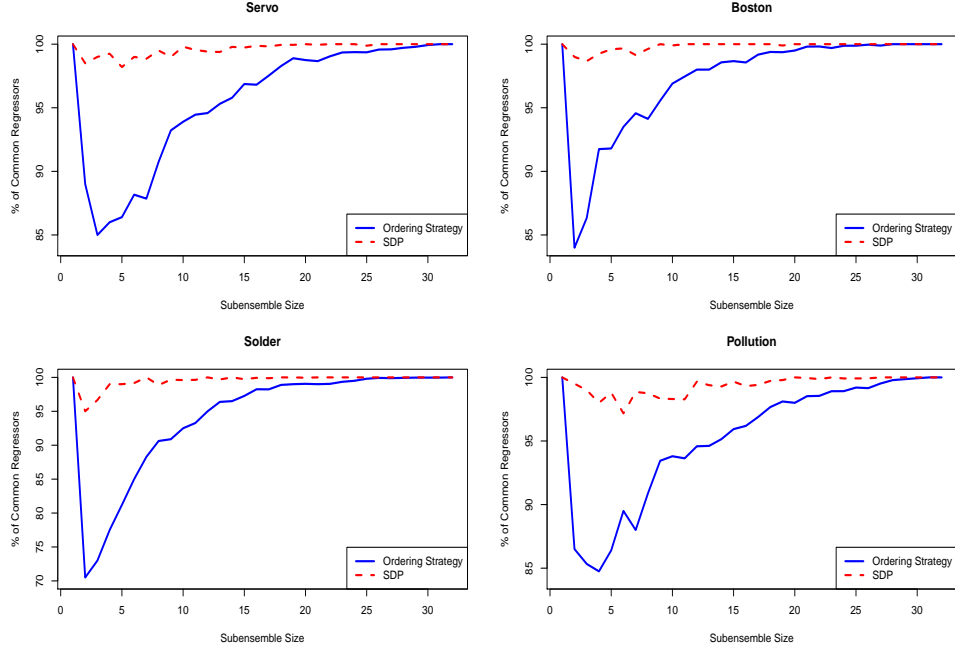 Servo
% of Common Regressors
100
95
90
85
0 5 10 15 20 25 30
Subensemble Size
Ordering Strategy
SDP
Boston
% of Common Regressors
100
95
90
85
0 5 10 15 20 25 30
Subensemble Size
Ordering Strategy
SDP
Solder
% of Common Regressors
100
95
90
85
80
75
70
0 5 10 15 20 25 30
Subensemble Size
Ordering Strategy
SDP
Pollution
% of Common Regressors
100
95
90
85
0 5 10 15 20 25 30
Subensemble Size
Ordering Strategy
SDP